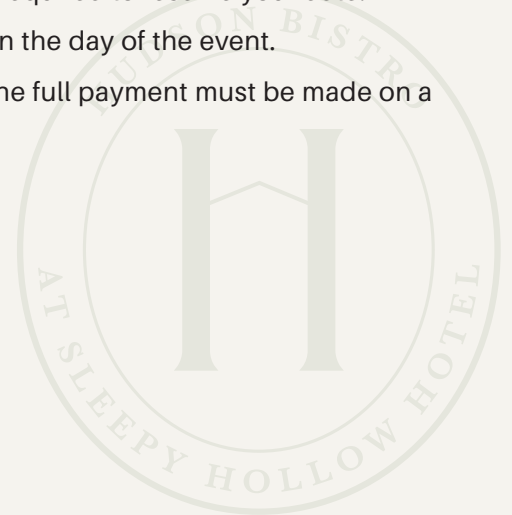 n the day of the event.
he full payment must be made on a
HUDSON BISTRO
H
AT SLEEPY HOLLOW HOTEL